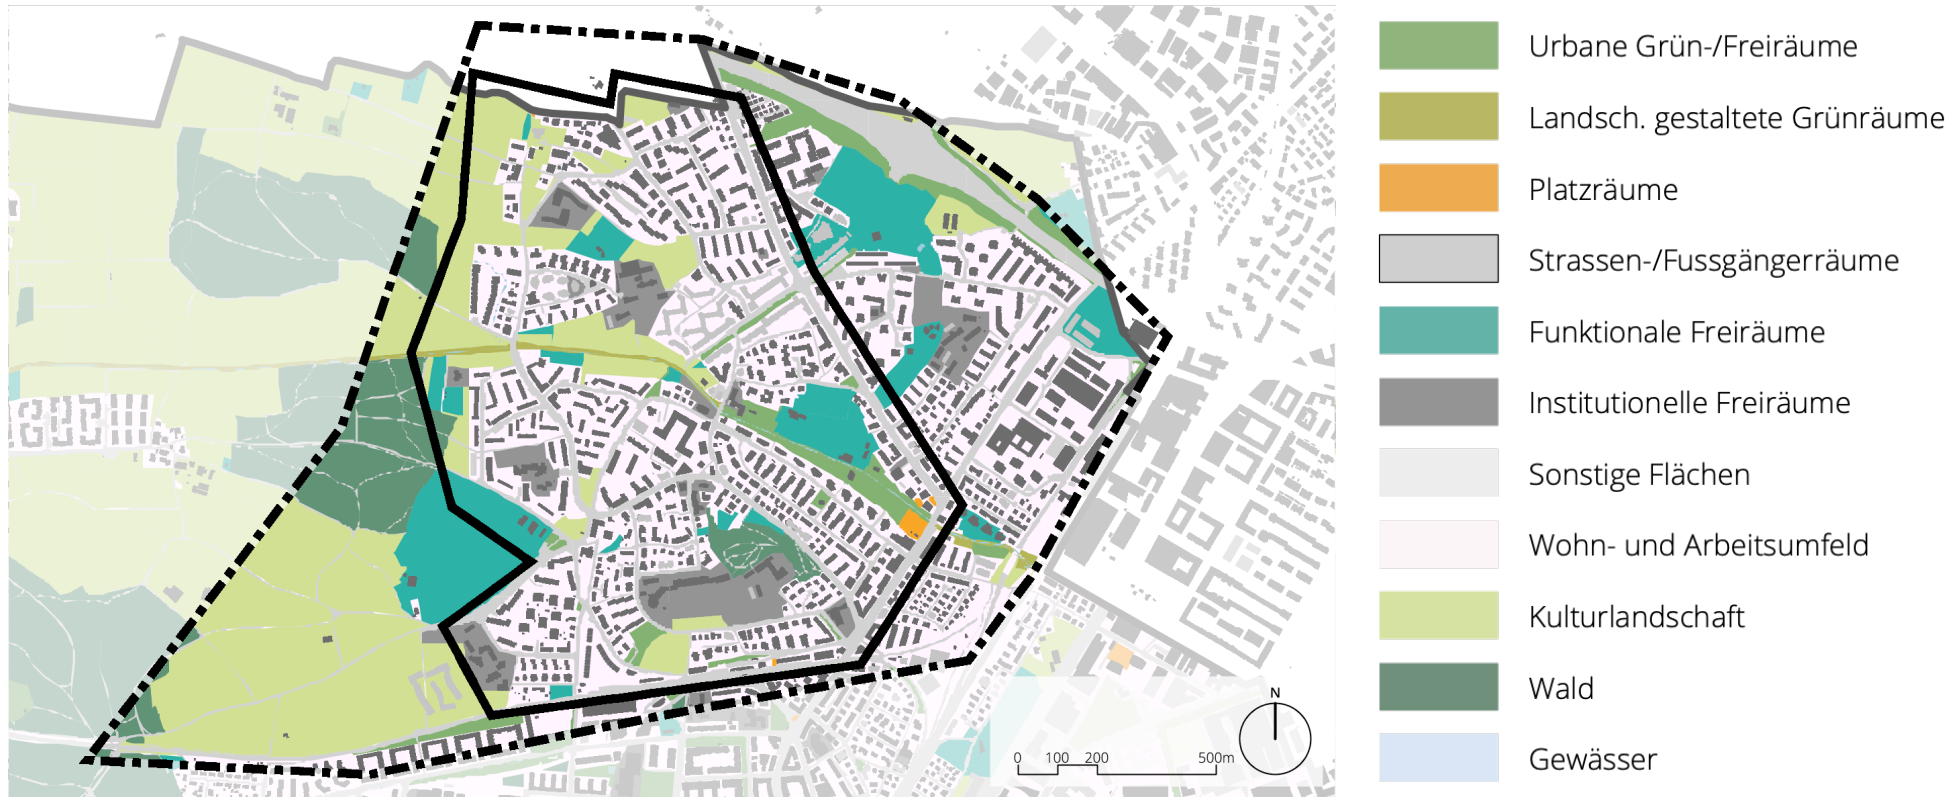 Urbane Grün-/Freiräume
Landsch. gestaltete Grünräume
Platzräume
Strassen-/Fussgängerräume
Funktionale Freiräume
Institutionelle Freiräume
Sonstige Flächen
Wohn- und Arbeitsumfeld
Kulturlandschaft
Wald
Gewässer
N
0 100 200 500m